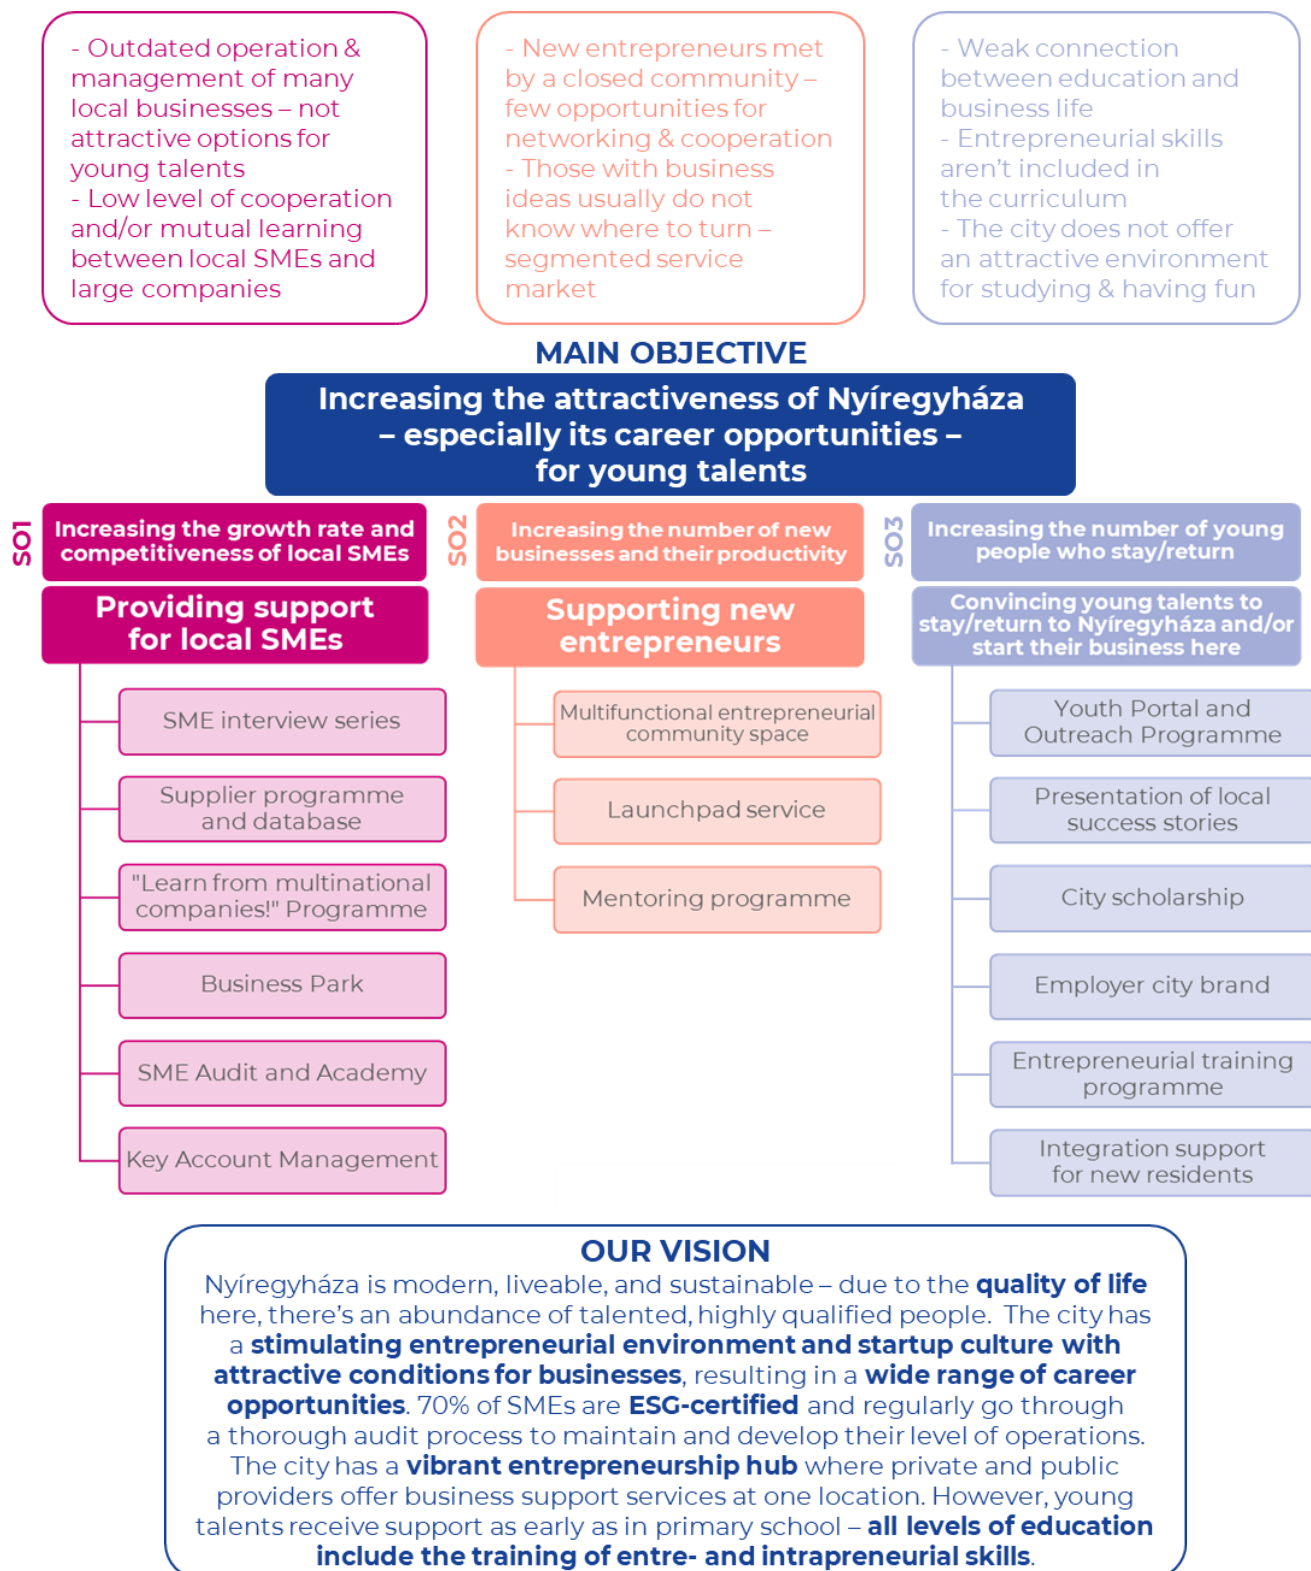 - Outdated operation &
management of many
local businesses – not
attractive options for
young talents
- Low level of cooperation
and/or mutual learning
between local SMEs and
large companies
- New entrepreneurs met
by a closed community –
few opportunities for
networking & cooperation
- Those with business
ideas usually do not
know where to turn –
segmented service
market
- Weak connection
between education and
business life
- Entrepreneurial skills
aren’t included in
the curriculum
- The city does not offer
an attractive environment
for studying & having fun
MAIN OBJECTIVE
Increasing the attractiveness of Nyíregyháza
– especially its career opportunities –
for young talents
SO1
Increasing the growth rate and
competitiveness of local SMEs
Providing support
for local SMEs
SME interview series
Supplier programme
and database
"Learn from multinational
companies!" Programme
Business Park
SME Audit and Academy
Key Account Management
SO2
Increasing the number of new
businesses and their productivity
Supporting new
entrepreneurs
Multifunctional entrepreneurial
community space
Launchpad service
Mentoring programme
SO3
Increasing the number of young
people who stay/return
Convincing young talents to
stay/return to Nyíregyháza and/or
start their business here
Youth Portal and
Outreach Programme
Presentation of local
success stories
City scholarship
Employer city brand
Entrepreneurial training
programme
Integration support
for new residents
OUR VISION
Nyíregyháza is modern, liveable, and sustainable – due to the quality of life
here, there’s an abundance of talented, highly qualified people. The city has
a stimulating entrepreneurial environment and startup culture with
attractive conditions for businesses, resulting in a wide range of career
opportunities. 70% of SMEs are ESG-certified and regularly go through
a thorough audit process to maintain and develop their level of operations.
The city has a vibrant entrepreneurship hub where private and public
providers offer business support services at one location. However, young
talents receive support as early as in primary school – all levels of education
include the training of entre- and intrapreneurial skills.